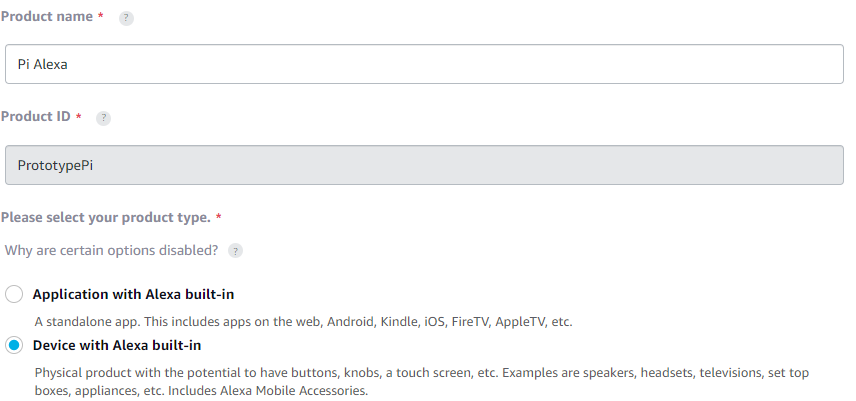 Product name * ?
Pi Alexa
Product ID * ?
PrototypePi
Please select your product type. *
Why are certain options disabled? ?
Application with Alexa built-in
A standalone app. This includes apps on the web, Android, Kindle, iOS, FireTV, AppleTV, etc.
Device with Alexa built-in
Physical product with the potential to have buttons, knobs, a touch screen, etc. Examples are speakers, headsets, televisions, set top
boxes, appliances, etc. Includes Alexa Mobile Accessories.